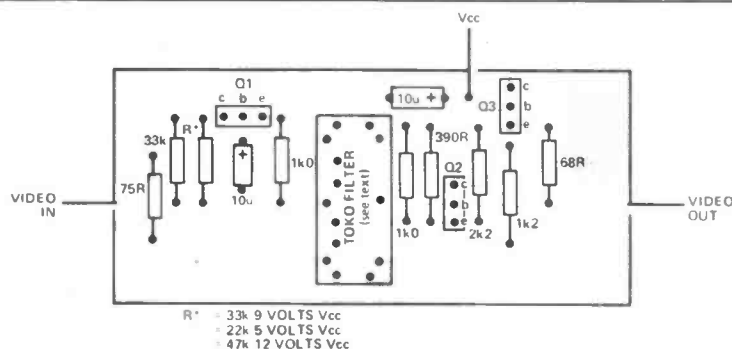 Vcc
Q1
c b e
10u +
Q3
c
b
e
R*
33k
+
1k0
390R
Q2
c
b
e
68R
75R
10u
TOKO FILTER
(see text)
1k0
2k2
1k2
VIDEO
IN
VIDEO
OUT
R* = 33k 9 VOLTS Vcc
= 22k 5 VOLTS Vcc
= 47k 12 VOLTS Vcc